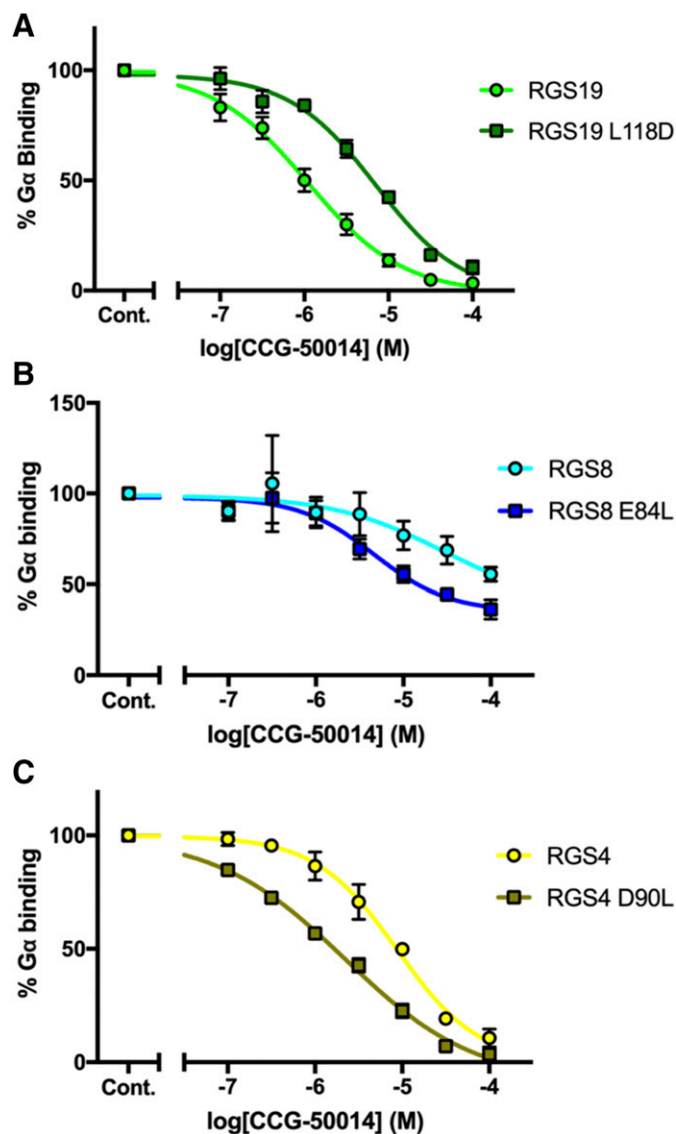 A
% Gα Binding
100
50
0
Cont.
-7
-6
-5
-4
log[CCG-50014] (M)
RGS19
RGS19 L118D
B
% Gα binding
150
100
50
0
Cont.
-7
-6
-5
-4
log[CCG-50014] (M)
RGS8
RGS8 E84L
C
% Gα binding
100
50
0
Cont.
-7
-6
-5
-4
log[CCG-50014] (M)
RGS4
RGS4 D90L